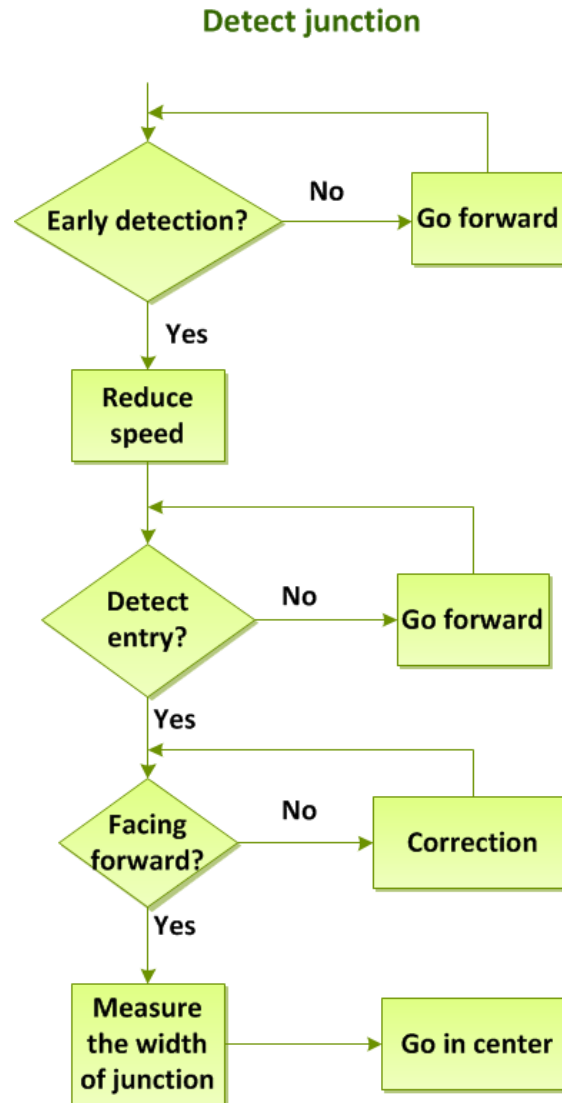 Detect junction
Early detection?
No
Go forward
Yes
Reduce
speed
Detect
entry?
No
Go forward
Yes
Facing
forward?
No
Correction
Yes
Measure
the width
of junction
Go in center